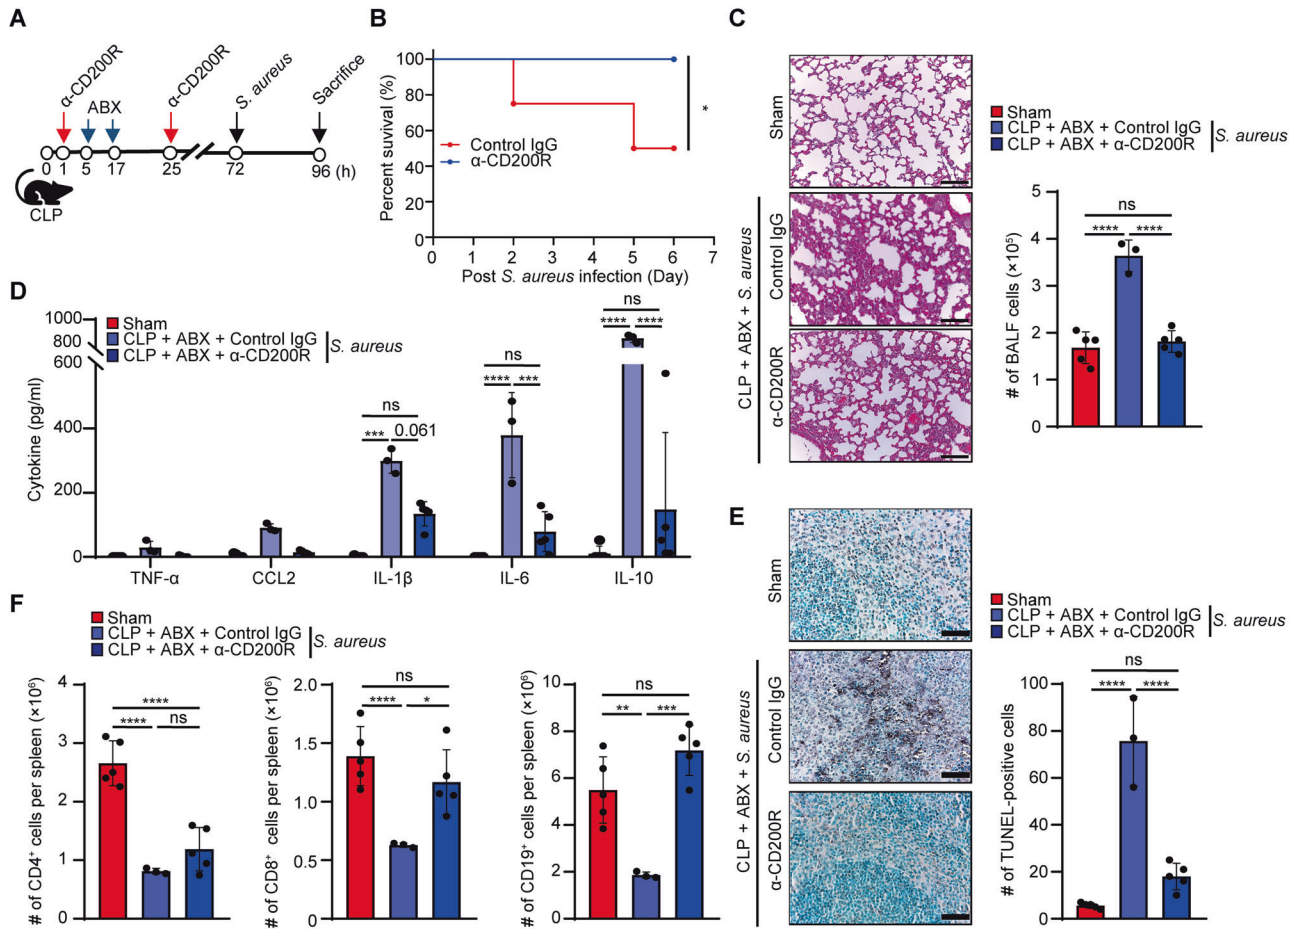 A
α-CD200R
ABX
α-CD200R
S. aureus
Sacrifice
0 1 5 17 25 72 96 (h)
CLP
B
Percent survival (%)
100
80
60
40
20
0
Control IgG
α-CD200R
*
0 1 2 3 4 5 6 7
Post S. aureus infection (Day)
C
Sham
Control IgG
α-CD200R
CLP + ABX + S. aureus
Sham
CLP + ABX + Control IgG
CLP + ABX + α-CD200R
S. aureus
# of BALF cells (×10⁵)
5
4
3
2
1
0
ns
**** ****
D
Sham
CLP + ABX + Control IgG
CLP + ABX + α-CD200R
S. aureus
Cytokine (pg/ml)
1000
800
600
400
200
0
ns
*** 0.061
ns
**** ***
ns
**** ****
TNF-α CCL2 IL-1β IL-6 IL-10
E
Sham
Control IgG
α-CD200R
CLP + ABX + S. aureus
Sham
CLP + ABX + Control IgG
CLP + ABX + α-CD200R
S. aureus
# of TUNEL-positive cells
100
80
60
40
20
0
ns
**** ****
F
Sham
CLP + ABX + Control IgG
CLP + ABX + α-CD200R
S. aureus
# of CD4⁺ cells per spleen (×10⁶)
4
3
2
1
0
****
**** ns
# of CD8⁺ cells per spleen (×10⁶)
2.0
1.5
1.0
0.5
0
ns
**** *
# of CD19⁺ cells per spleen (×10⁶)
10
8
6
4
2
0
ns
** ***